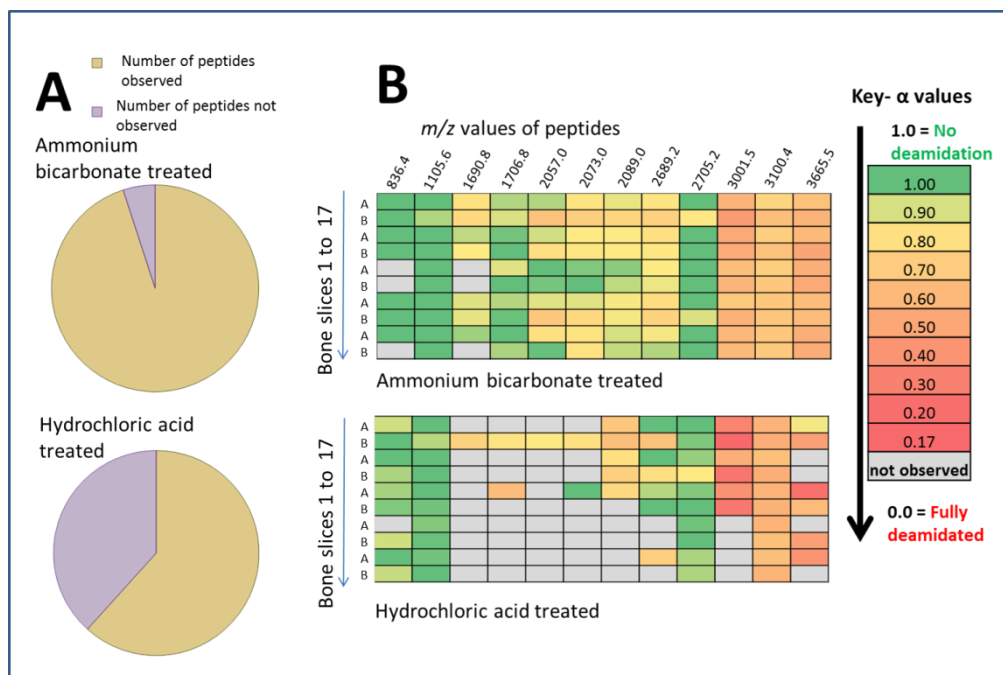 A
Number of peptides
observed
Number of peptides not
observed
Ammonium
bicarbonate treated
Hydrochloric acid
treated
B
m/z values of peptides
836.4
1105.6
1690.8
1706.8
2057.0
2073.0
2089.0
2689.2
2705.2
3001.5
3100.4
3665.5
Bone slices 1 to 17
A
B
A
B
A
B
A
B
A
B
Ammonium bicarbonate treated
Bone slices 1 to 17
A
B
A
B
A
B
A
B
A
B
Hydrochloric acid treated
Key- α values
1.0 = No
deamidation
1.00
0.90
0.80
0.70
0.60
0.50
0.40
0.30
0.20
0.17
not observed
0.0 = Fully
deamidated